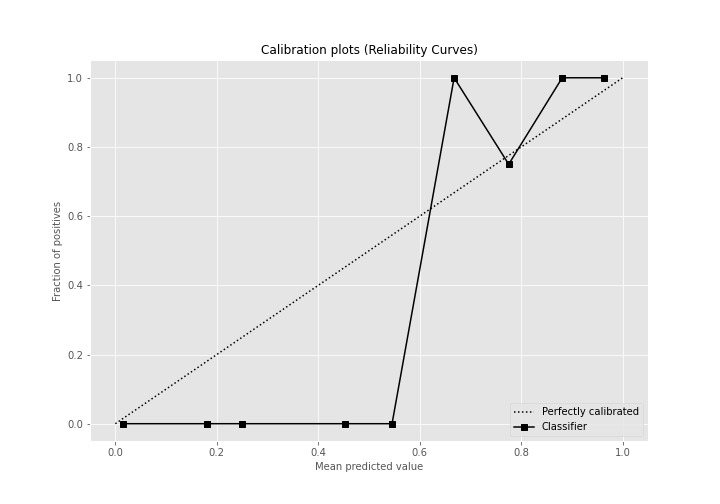 Calibration plots (Reliability Curves)
1.0
0.8
0.6
0.4
0.2
0.0
Fraction of positives
0.0 0.2 0.4 0.6 0.8 1.0
Mean predicted value
Perfectly calibrated
Classifier